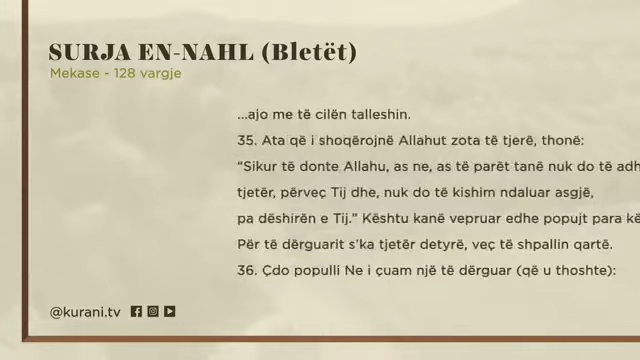 SURJA EN-NAHL (Bletët)
Mekase - 128 vargje
...ajo me të cilën talleshin.
35. Ata që i shoqërojnë Allahut zota të tjerë, thonë:
“Sikur të donte Allahu, as ne, as të parët tanë nuk do të adh
tjetër, përveç Tij dhe, nuk do të kishim ndaluar asgjë,
pa dëshirën e Tij.” Kështu kanë vepruar edhe popujt para kë
Për të dërguarit s’ka tjetër detyrë, veç të shpallin qartë.
36. Çdo populli Ne i çuam një të dërguar (që u thoshte):
@kurani.tv